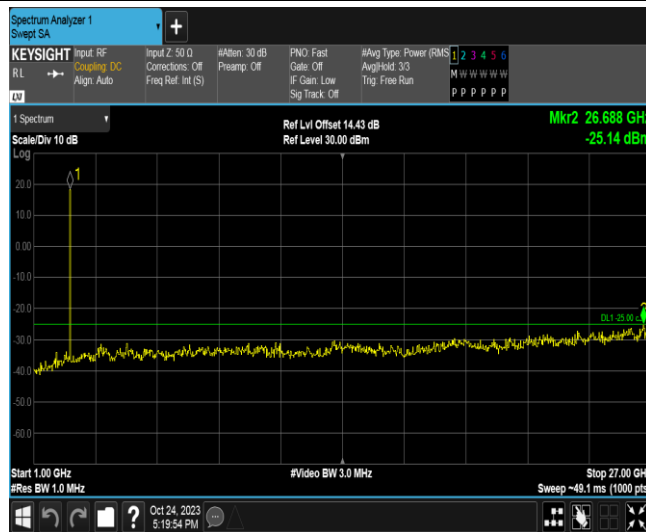 Spectrum Analyzer 1
Swept SA
+
KEYSIGHT
RL
LXI
Input: RF
Coupling: DC
Align: Auto
Input Z: 50 Ω
Corrections: Off
Freq Ref: Int (S)
#Atten: 30 dB
Preamp: Off
PNO: Fast
Gate: Off
IF Gain: Low
Sig Track: Off
#Avg Type: Power (RMS
Avg|Hold: 3/3
Trig: Free Run
1 2 3 4 5 6
M W W W W W
P P P P P P
1 Spectrum
Scale/Div 10 dB
Log
Ref Lvl Offset 14.43 dB
Ref Level 30.00 dBm
Mkr2 26.688 GHz
-25.14 dBm
1
20.0
10.0
0.00
-10.0
-20.0
DL1 -25.00
-30.0
-40.0
-50.0
-60.0
Start 1.00 GHz
#Res BW 1.0 MHz
#Video BW 3.0 MHz
Stop 27.00 GH
Sweep ~49.1 ms (1000 pts
?
Oct 24, 2023
5:19:54 PM